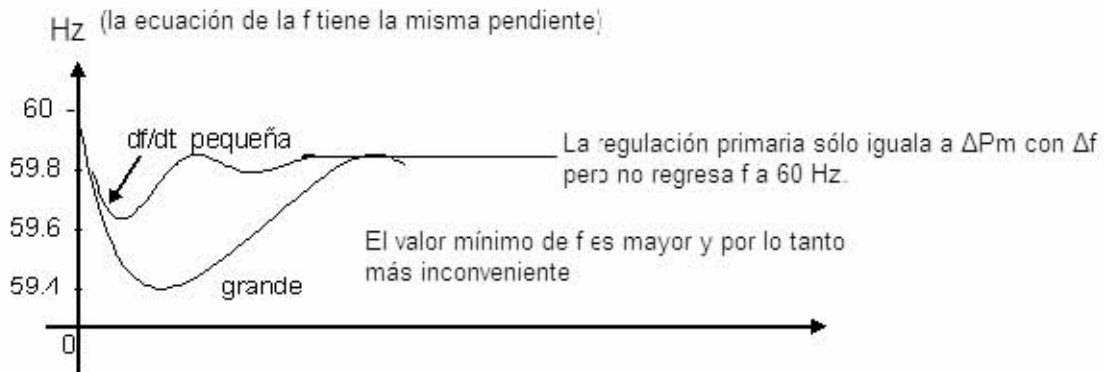 Hz (la ecuación de la f tiene la misma pendiente)
60
df/dt pequeña
La regulación primaria sólo iguala a ΔPm con Δf
59.8
pero no regresa f a 60 Hz.
59.6
El valor mínimo de f es mayor y por lo tanto
más inconveniente
59.4
grande
0